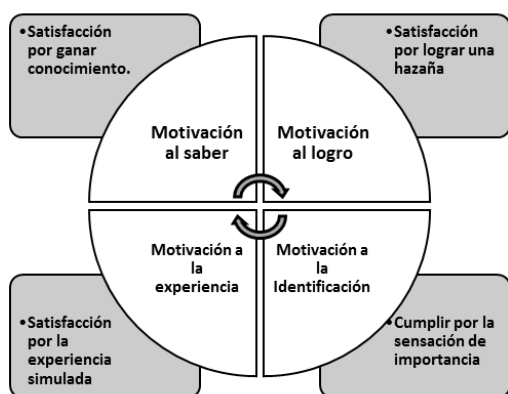 •Satisfacción
por ganar
conocimiento.
•Satisfacción
por lograr una
hazaña
Motivación
al saber
Motivación
al logro
Motivación a
la
experiencia
Motivación a
la
Identificación
•Satisfacción
por la
experiencia
simulada
•Cumplir por la
sensación de
importancia